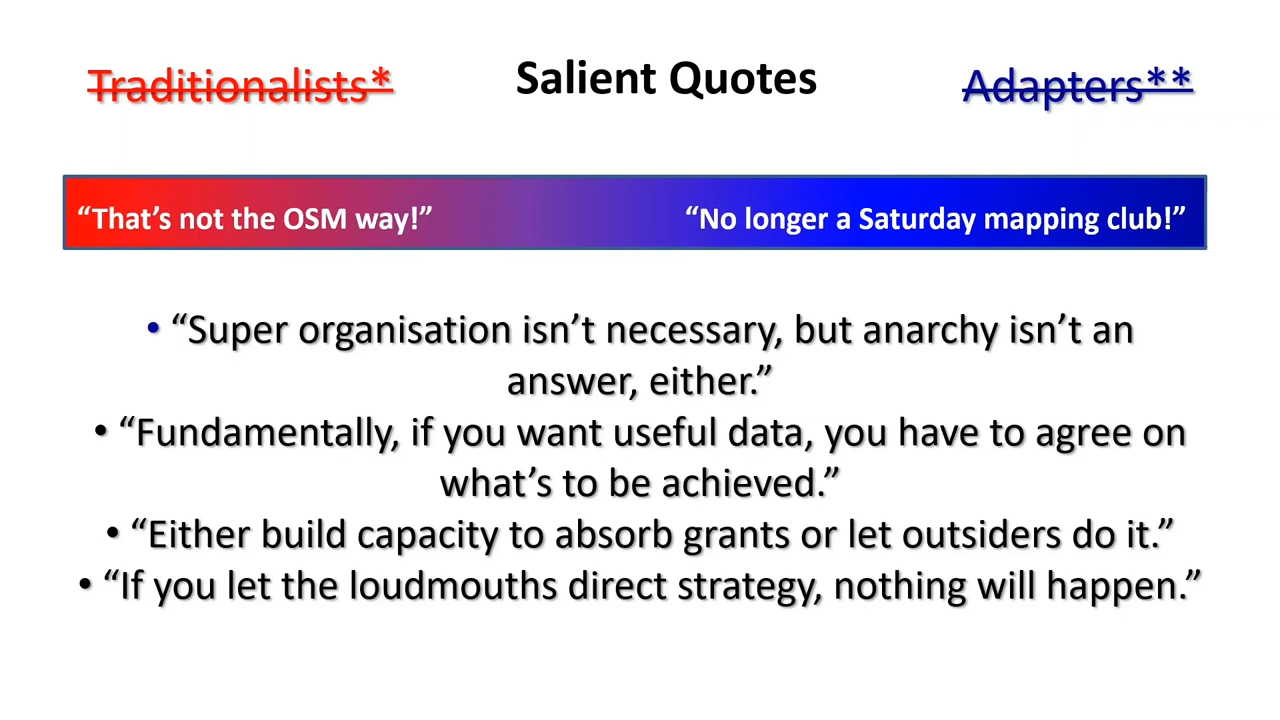 Traditionalists*
Salient Quotes
Adapters**
“That’s not the OSM way!”
“No longer a Saturday mapping club!”
• “Super organisation isn’t necessary, but anarchy isn’t an
answer, either.”
• “Fundamentally, if you want useful data, you have to agree on
what’s to be achieved.”
• “Either build capacity to absorb grants or let outsiders do it.”
• “If you let the loudmouths direct strategy, nothing will happen.”